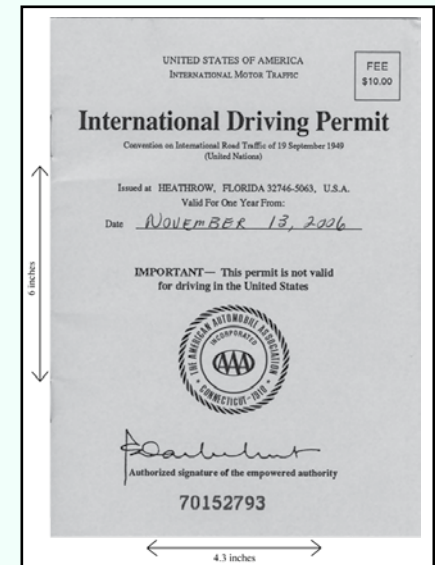 UNITED STATES OF AMERICA
INTERNATIONAL MOTOR TRAFFIC
FEE
$10.00
International Driving Permit
Convention on International Road Traffic of 19 September 1949
(United Nations)
Issued at HEATHROW, FLORIDA 32746-5063, U.S.A.
Valid For One Year From:
Date NOVEMBER 13, 2006
6 inches
IMPORTANT— This permit is not valid
for driving in the United States
THE AMERICAN AUTOMOBILE ASSOCIATION
INCORPORATED
AAA
CONNECTICUT-1910
Authorized signature of the empowered authority
70152793
4.3 inches